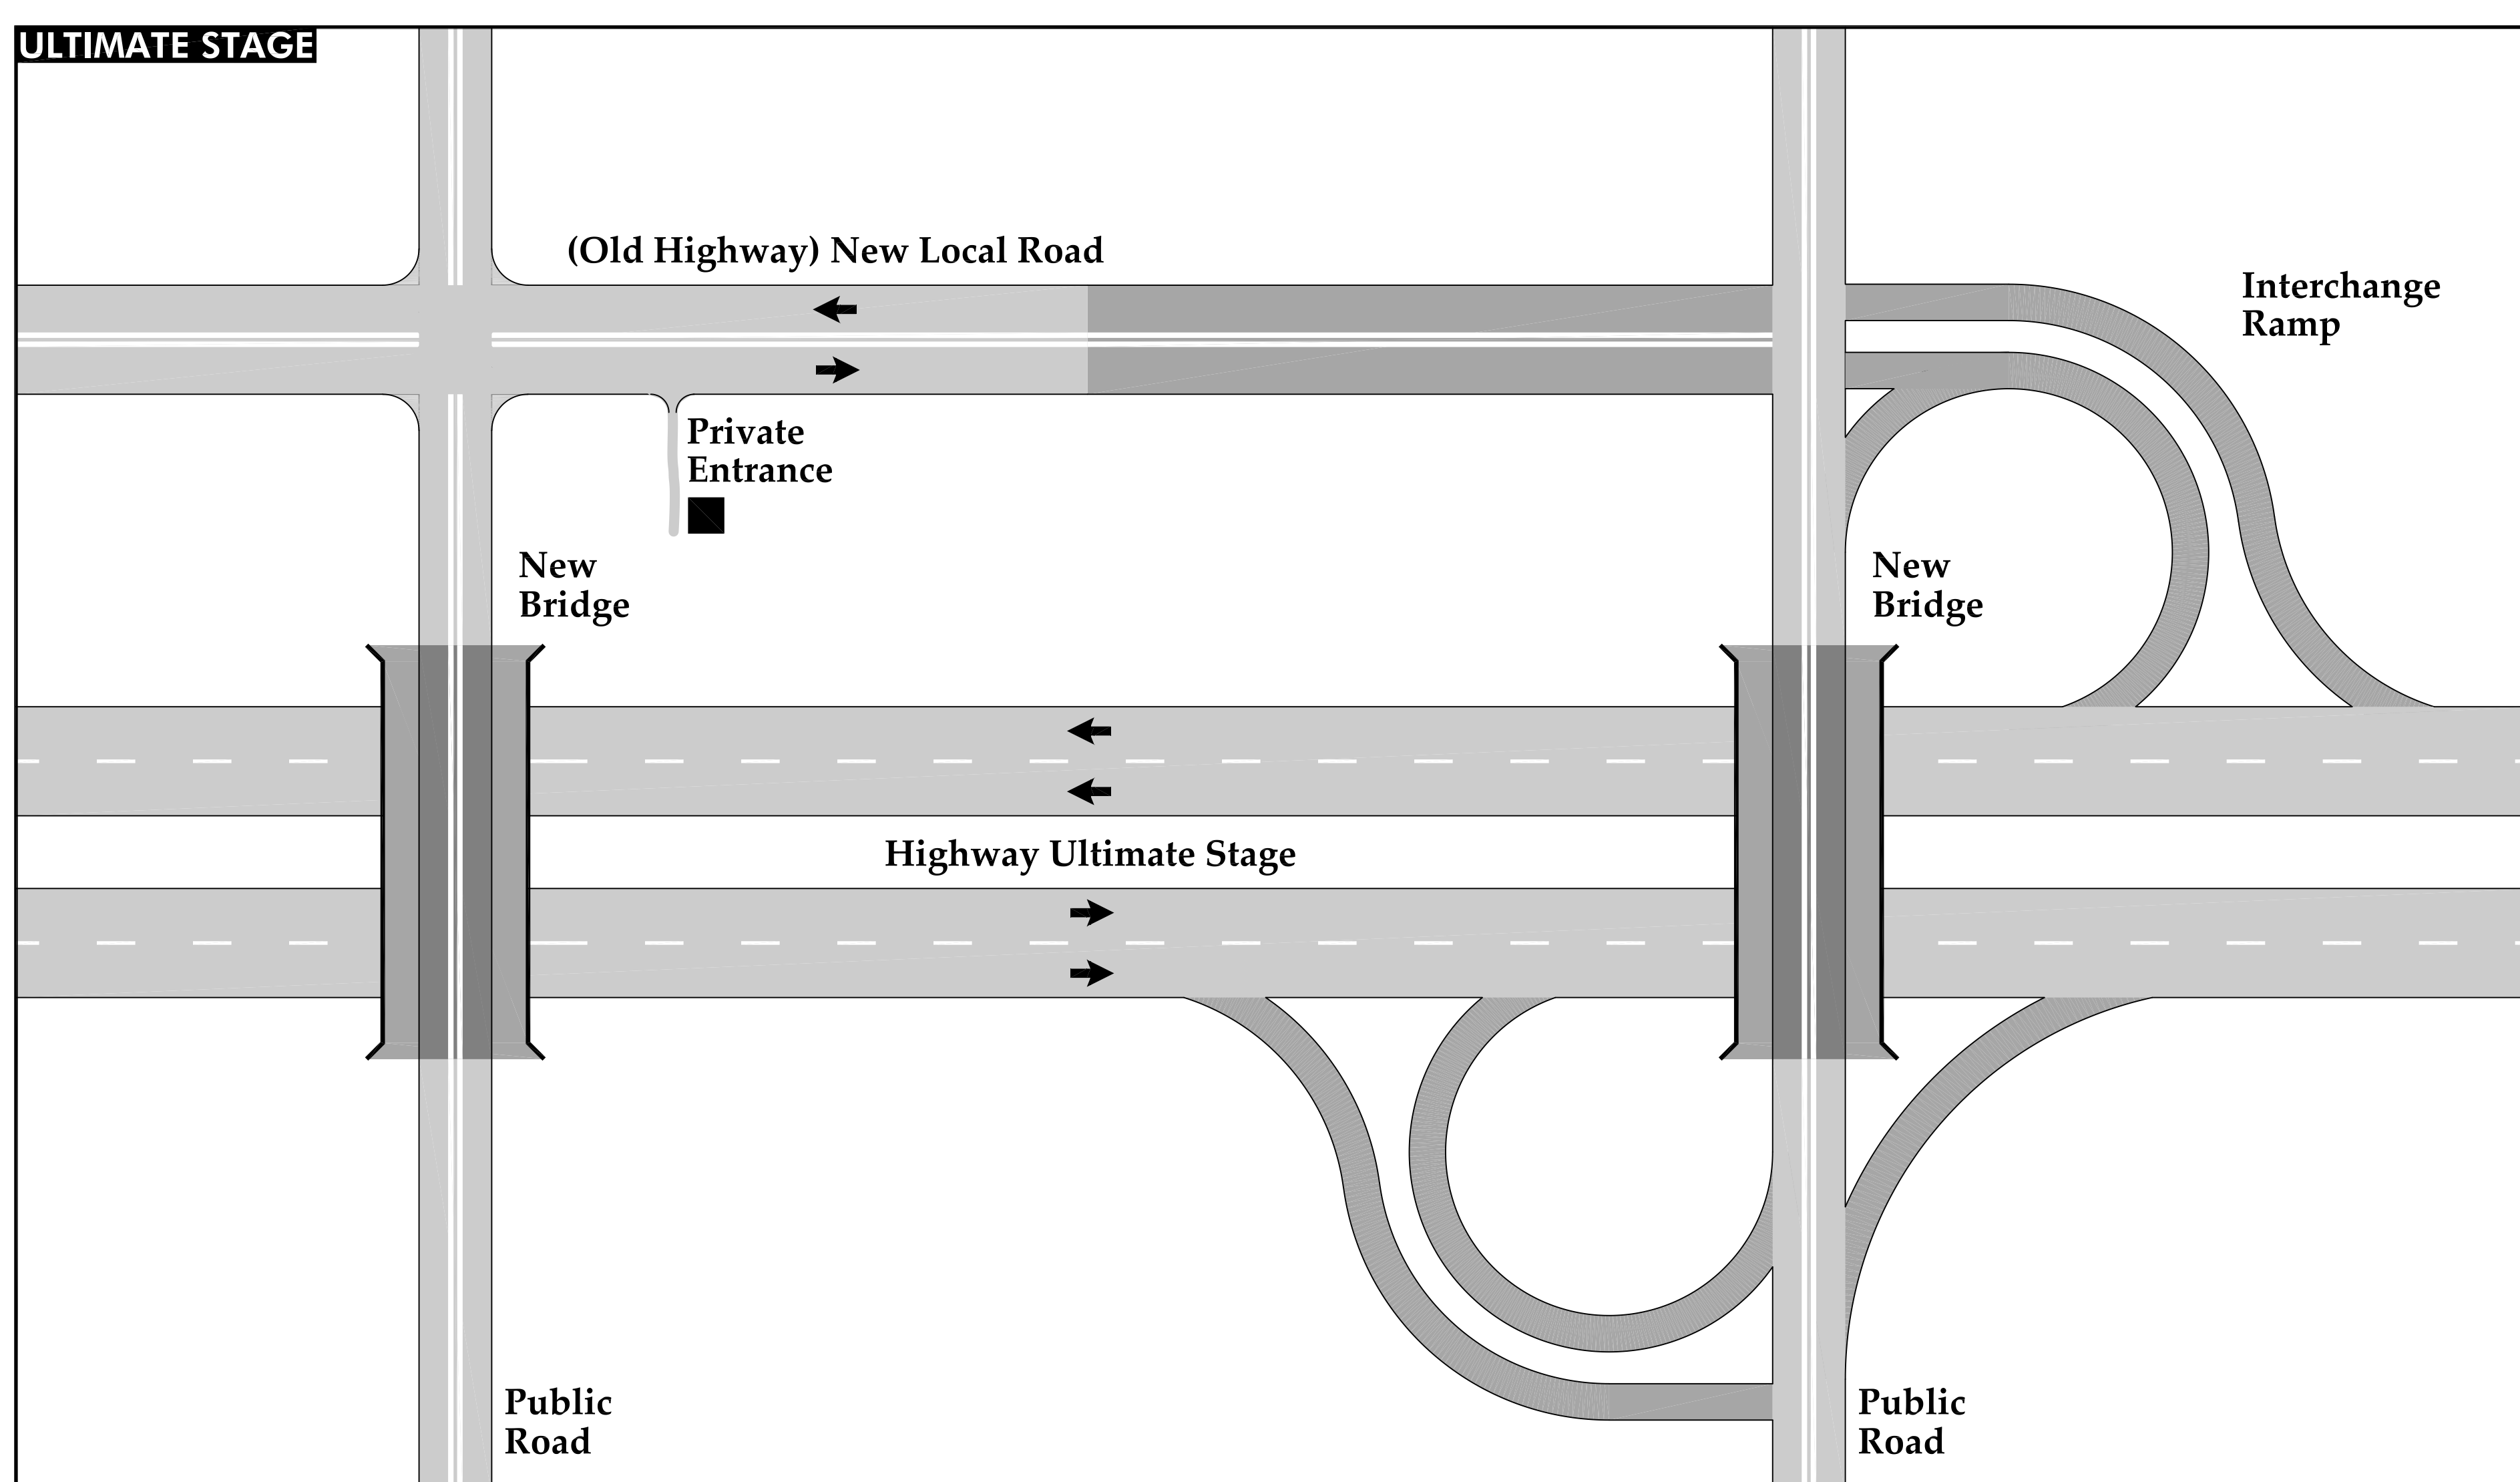 ULTIMATE STAGE
(Old Highway) New Local Road
Interchange
Ramp
Private
Entrance
New
Bridge
New
Bridge
Highway Ultimate Stage
Public
Road
Public
Road